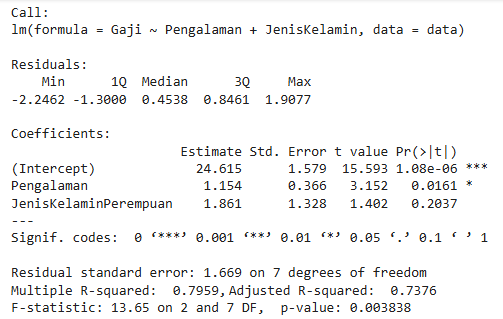 Call:
lm(formula = Gaji ~ Pengalaman + JenisKelamin, data = data)
Residuals:
    Min      1Q  Median      3Q     Max
-2.2462 -1.3000  0.4538  0.8461  1.9077
Coefficients:
                      Estimate Std. Error t value Pr(>|t|)
(Intercept)             24.615      1.579  15.593 1.08e-06 ***
Pengalaman               1.154      0.366   3.152   0.0161 *
JenisKelaminPerempuan    1.861      1.328   1.402   0.2037
---
Signif. codes:  0 ‘***’ 0.001 ‘**’ 0.01 ‘*’ 0.05 ‘.’ 0.1 ‘ ’ 1
Residual standard error: 1.669 on 7 degrees of freedom
Multiple R-squared:  0.7959, Adjusted R-squared:  0.7376
F-statistic: 13.65 on 2 and 7 DF,  p-value: 0.003838